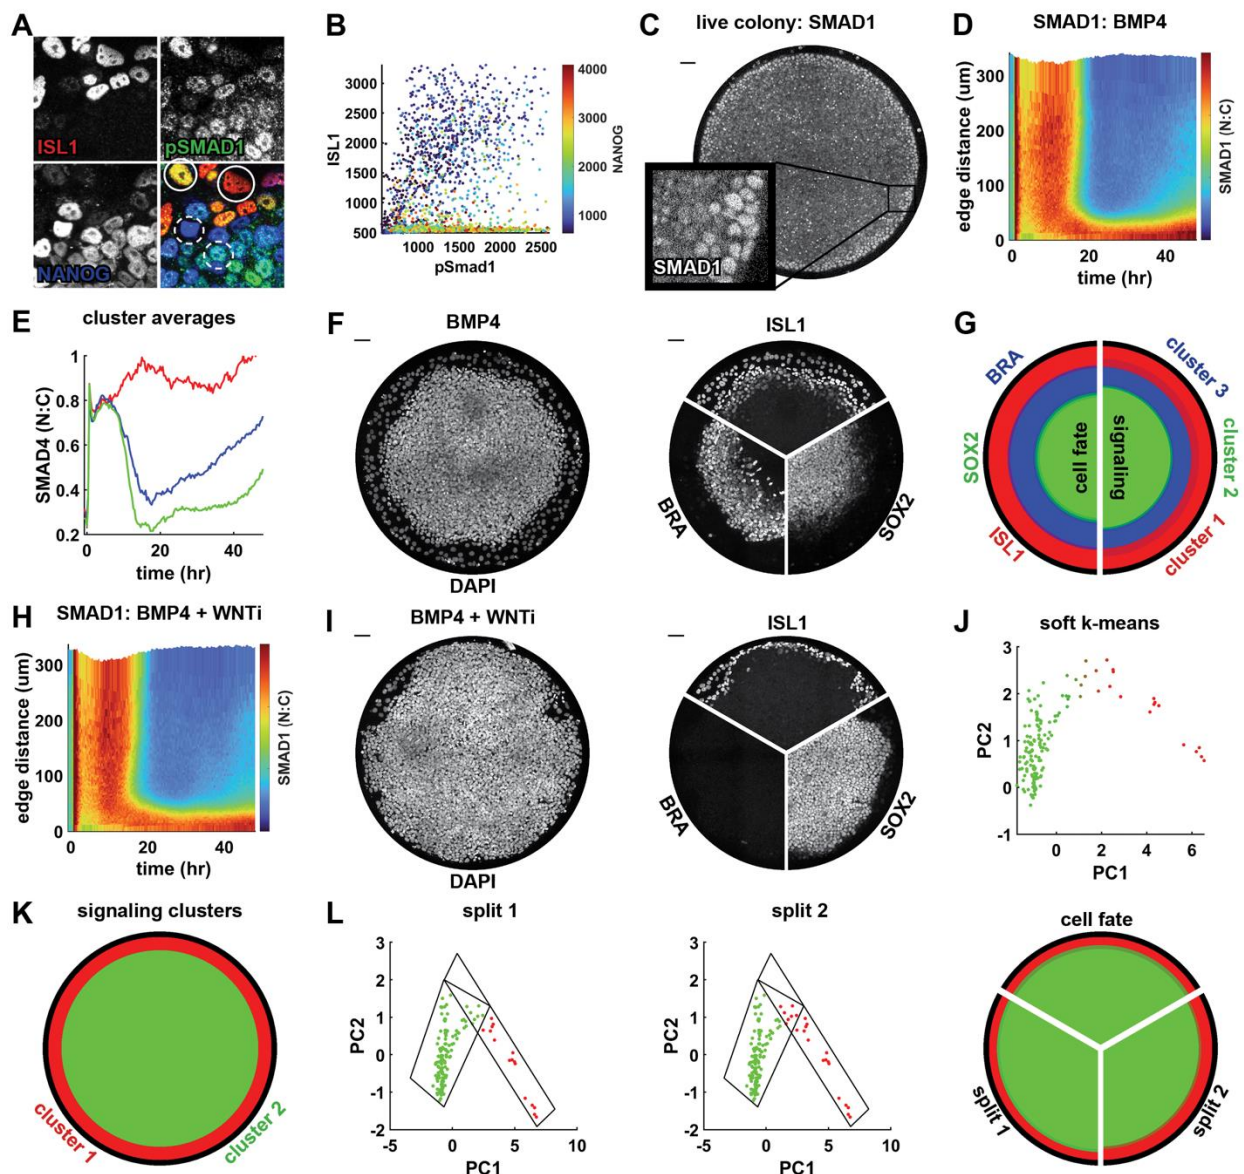 A
ISL1
pSMAD1
NANOG
B
ISL1
3000
2500
2000
1500
1000
500
1000 1500 2000 2500
pSmad1
4000
3000
2000
1000
NANOG
C live colony: SMAD1
SMAD1
D SMAD1: BMP4
edge distance (um)
300
200
100
0
0 20 40
time (hr)
SMAD1 (N:C)
E cluster averages
SMAD4 (N:C)
1
0.8
0.6
0.4
0.2
0 20 40
time (hr)
F BMP4
DAPI
ISL1
BRA
SOX2
G
BRA
SOX2
ISL1
cell fate
signaling
cluster 3
cluster 2
cluster 1
H SMAD1: BMP4 + WNTi
edge distance (um)
300
200
100
0
0 20 40
time (hr)
SMAD1 (N:C)
I BMP4 + WNTi
DAPI
ISL1
BRA
SOX2
J soft k-means
PC2
3
2
1
0
-1
0 2 4 6
PC1
K signaling clusters
cluster 1
cluster 2
L split 1
PC2
3
2
1
0
-1
-2
-5 0 5 10
PC1
split 2
PC2
3
2
1
0
-1
-2
-5 0 5 10
PC1
cell fate
split 1
split 2